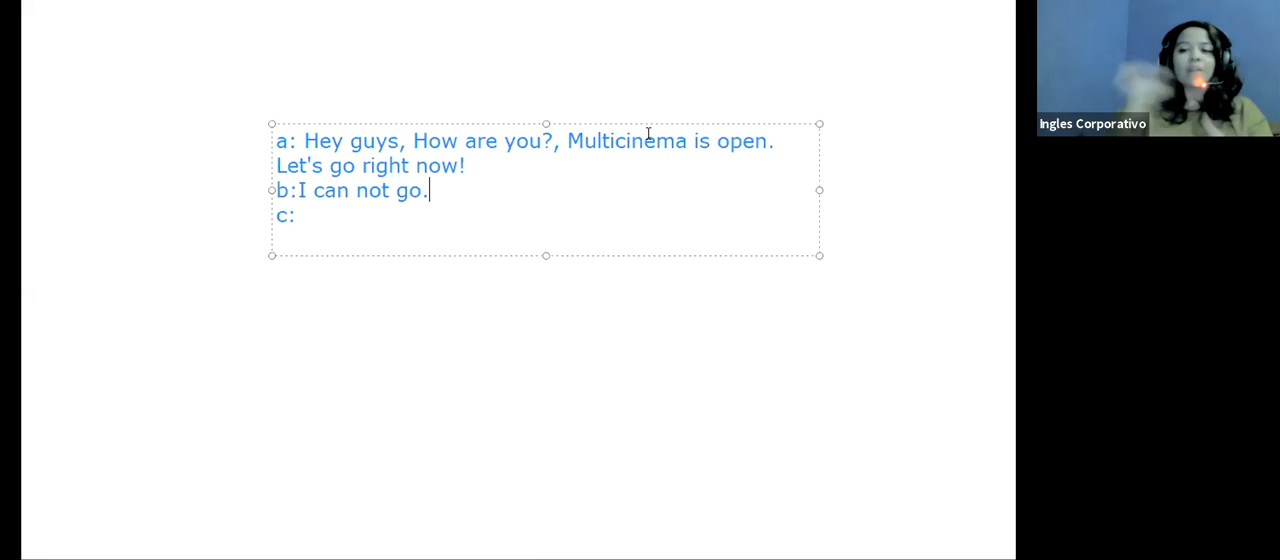 a: Hey guys, How are you?, Multicinema is open.
Let's go right now!
b:I can not go.
c:
Ingles Corporativo